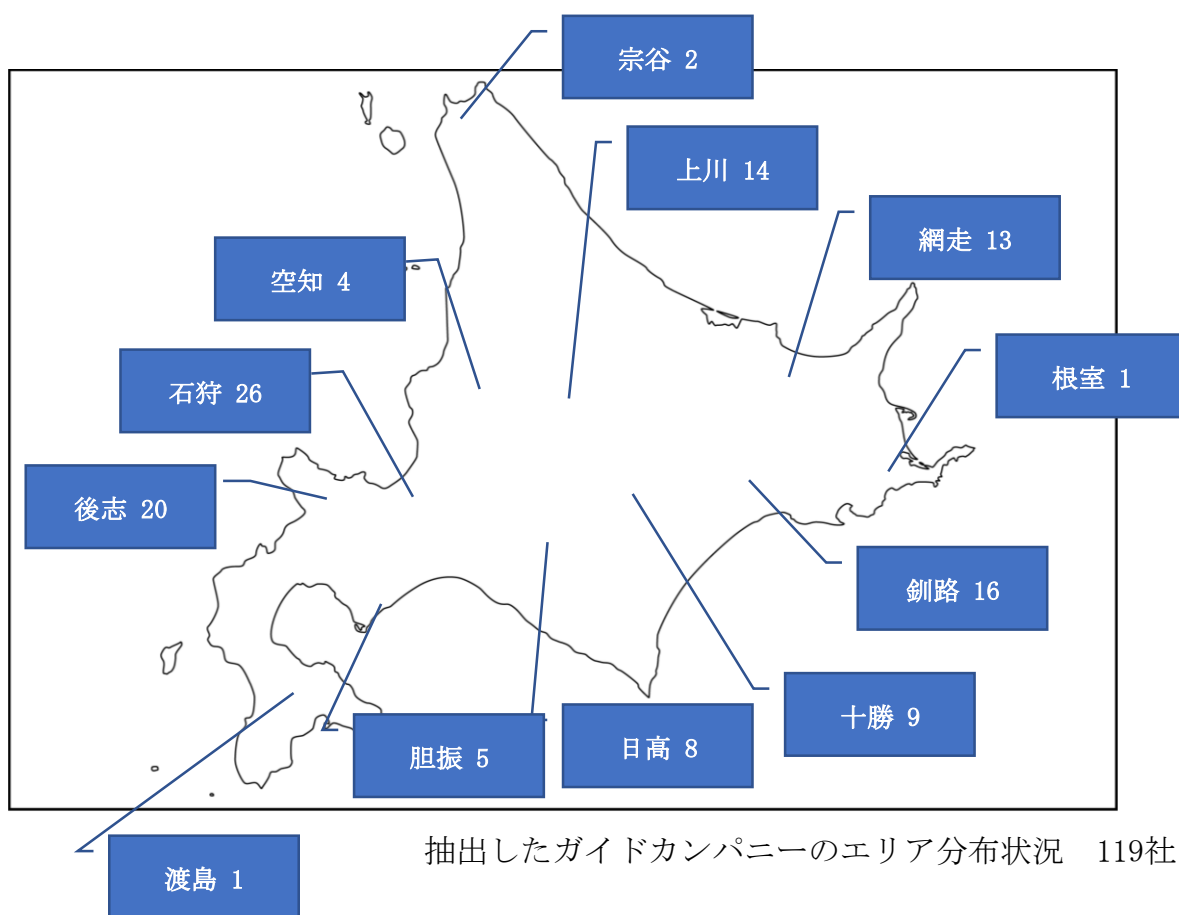 宗谷 2
上川 14
網走 13
空知 4
石狩 26
根室 1
後志 20
釧路 16
十勝 9
日高 8
胆振 5
渡島 1
抽出したガイドカンパニーのエリア分布状況　119社